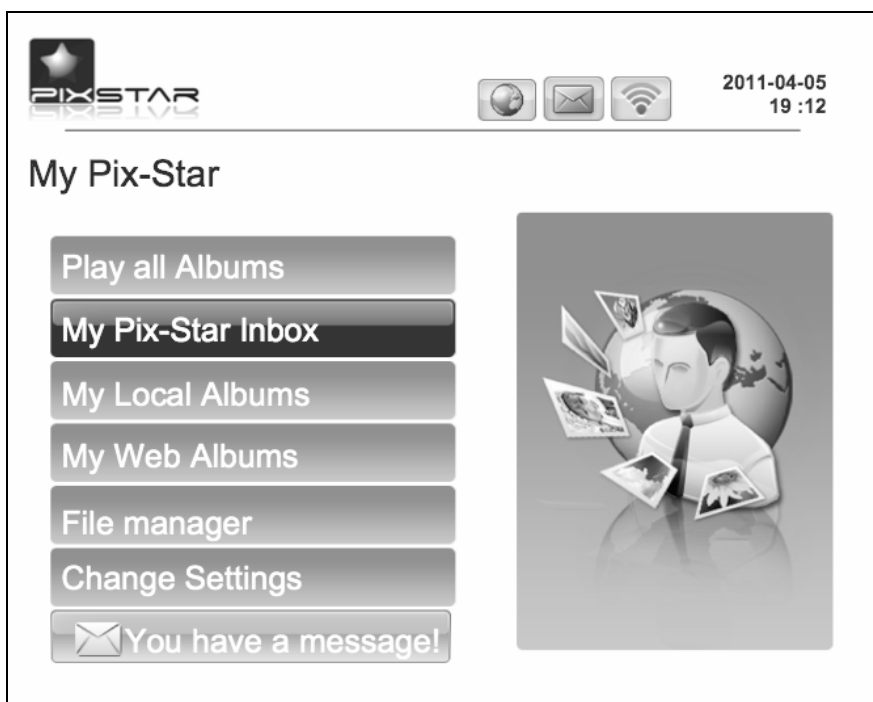 PIXSTAR
2011-04-05
19 :12
My Pix-Star
Play all Albums
My Pix-Star Inbox
My Local Albums
My Web Albums
File manager
Change Settings
You have a message!